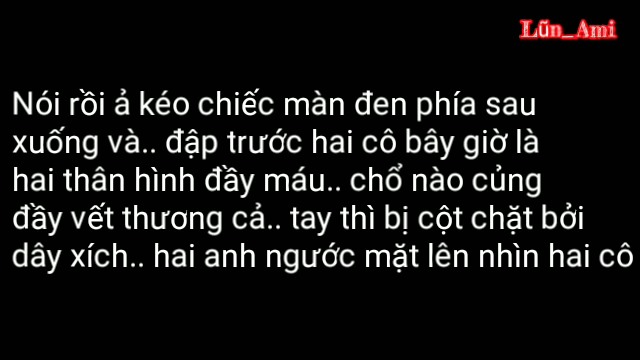 Lũn_Ami
Nói rồi ả kéo chiếc màn đen phía sau
xuống và.. đập trước hai cô bây giờ là
hai thân hình đầy máu.. chổ nào củng
đầy vết thương cả.. tay thì bị cột chặt bởi
dây xích.. hai anh ngước mặt lên nhìn hai cô